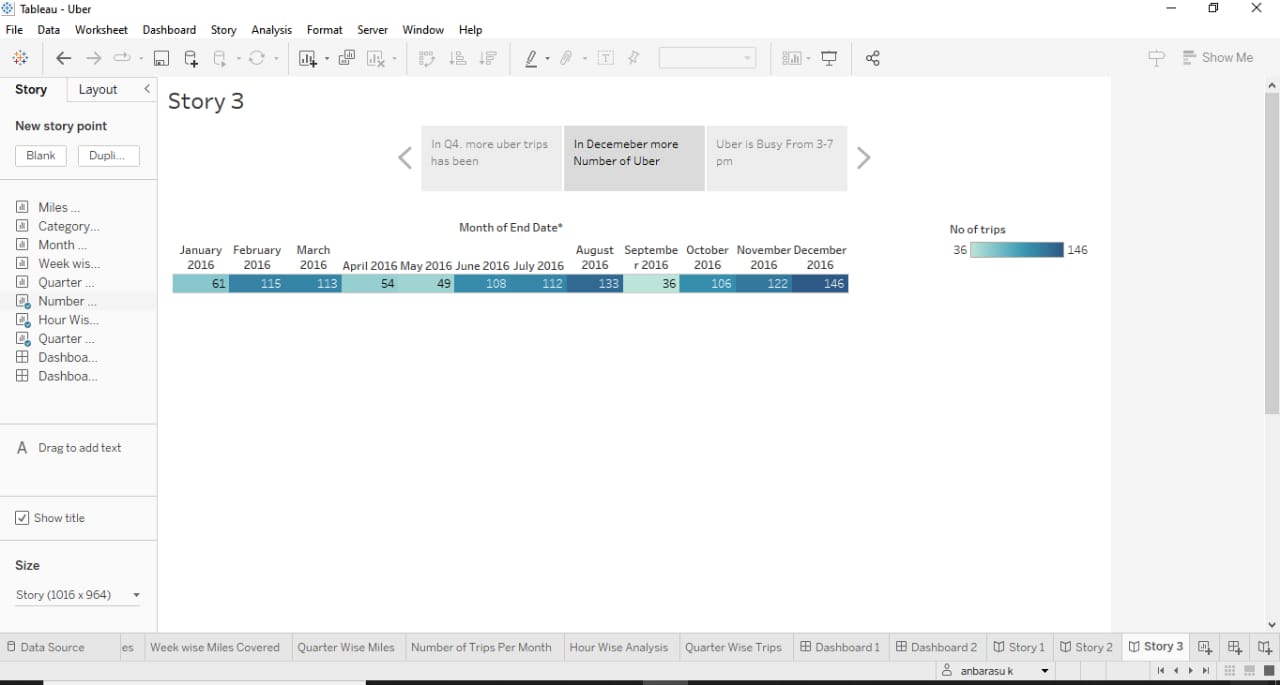 Tableau - Uber
File Data Worksheet Dashboard Story Analysis Format Server Window Help
Show Me
Story Layout
New story point
Blank Dupli...
Miles ...
Category...
Month ...
Week wis...
Quarter ...
Number ...
Hour Wis...
Quarter ...
Dashboa...
Dashboa...
A Drag to add text
Show title
Size
Story (1016 x 964)
Story 3
In Q4. more uber trips
has been
In Decemeber more
Number of Uber
Uber is Busy From 3-7
pm
Month of End Date*
January February March August Septembe October November December
2016 2016 2016 April 2016 May 2016 June 2016 July 2016 2016 r 2016 2016 2016 2016
61 115 113 54 49 108 112 133 36 106 122 146
No of trips
36 146
Data Source es Week wise Miles Covered Quarter Wise Miles Number of Trips Per Month Hour Wise Analysis Quarter Wise Trips Dashboard 1 Dashboard 2 Story 1 Story 2 Story 3
anbarasu k